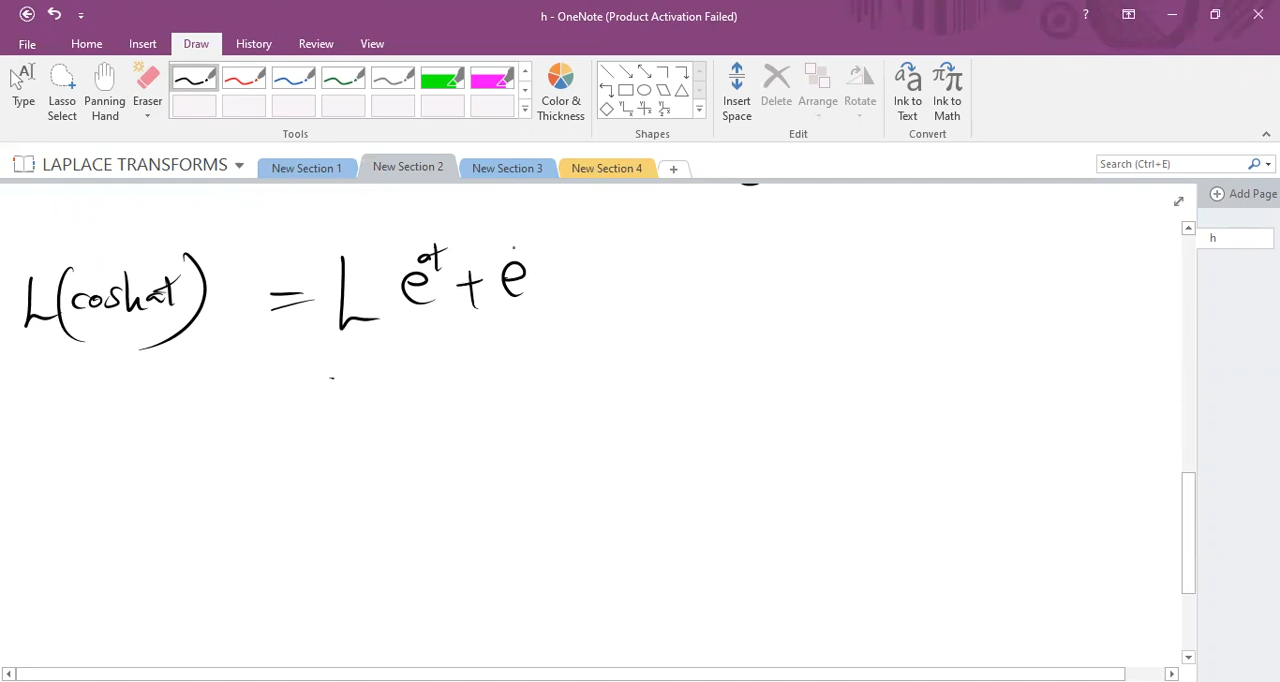 h - OneNote (Product Activation Failed)
?
File Home Insert Draw History Review View
Type Lasso Select Panning Hand Eraser Color & Thickness Insert Space Delete Arrange Rotate Ink to Text Ink to Math
Tools Shapes Edit Convert
LAPLACE TRANSFORMS New Section 1 New Section 2 New Section 3 New Section 4 + Search (Ctrl+E)
Add Page
h
L(coshat) = L e^at + e